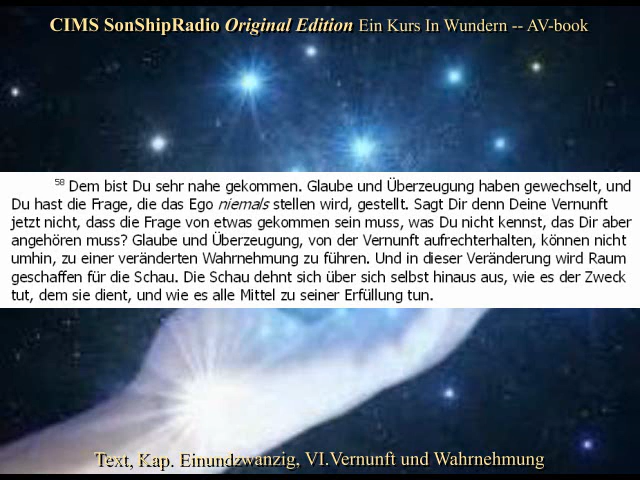 CIMS SonShipRadio Original Edition Ein Kurs In Wundern -- AV-book
58 Dem bist Du sehr nahe gekommen. Glaube und Überzeugung haben gewechselt, und
Du hast die Frage, die das Ego niemals stellen wird, gestellt. Sagt Dir denn Deine Vernunft
jetzt nicht, dass die Frage von etwas gekommen sein muss, was Du nicht kennst, das Dir aber
angehören muss? Glaube und Überzeugung, von der Vernunft aufrechterhalten, können nicht
umhin, zu einer veränderten Wahrnehmung zu führen. Und in dieser Veränderung wird Raum
geschaffen für die Schau. Die Schau dehnt sich über sich selbst hinaus aus, wie es der Zweck
tut, dem sie dient, und wie es alle Mittel zu seiner Erfüllung tun.
Text, Kap. Einundzwanzig, VI.Vernunft und Wahrnehmung